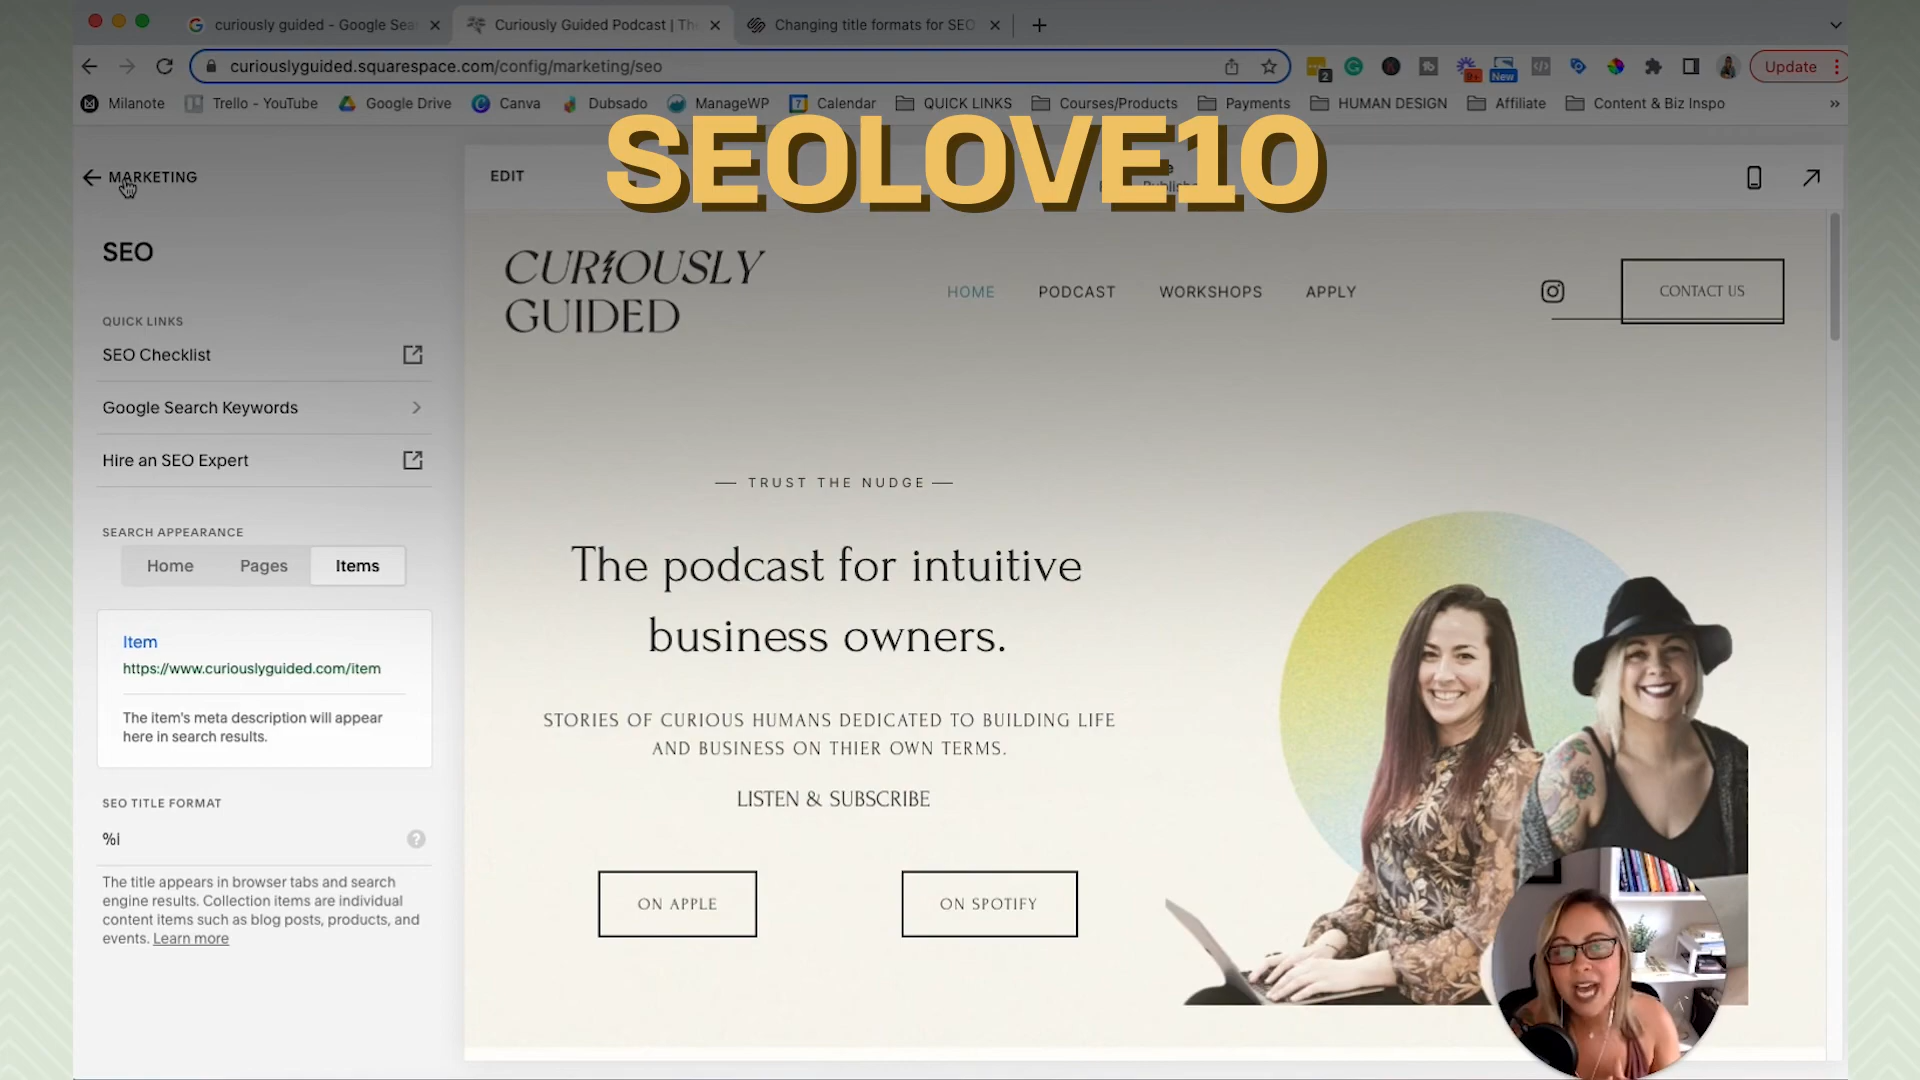 curiously guided - Google Sea
Curiously Guided Podcast | The
Changing title formats for SEO
curiouslyguided.squarespace.com/config/marketing/seo
2
9+
New
Update
Milanote
Trello - YouTube
Google Drive
Canva
Dubsado
ManageWP
7
Calendar
QUICK LINKS
Courses/Products
Payments
HUMAN DESIGN
Affiliate
Content & Biz Inspo
»
SEOLOVE10
MARKETING
EDIT
SEO
QUICK LINKS
SEO Checklist
Google Search Keywords
Hire an SEO Expert
SEARCH APPEARANCE
Home
Pages
Items
Item
https://www.curiouslyguided.com/item
The item's meta description will appear
here in search results.
SEO TITLE FORMAT
%i
?
The title appears in browser tabs and search
engine results. Collection items are individual
content items such as blog posts, products, and
events. Learn more
CURIOUSLY
GUIDED
HOME
PODCAST
WORKSHOPS
APPLY
CONTACT US
— TRUST THE NUDGE —
The podcast for intuitive
business owners.
STORIES OF CURIOUS HUMANS DEDICATED TO BUILDING LIFE
AND BUSINESS ON THIER OWN TERMS.
LISTEN & SUBSCRIBE
ON APPLE
ON SPOTIFY